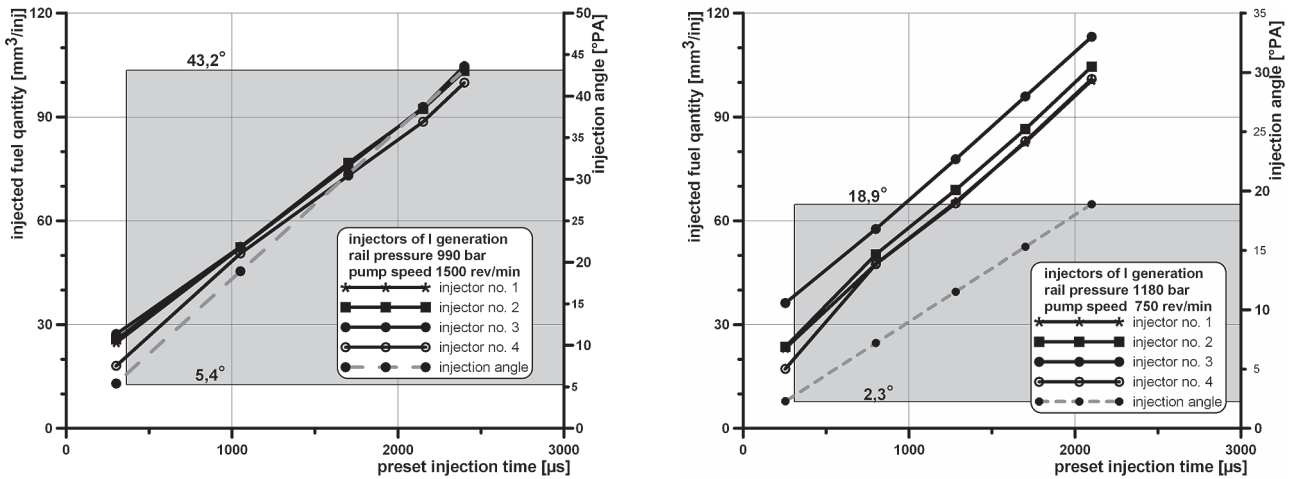 injected fuel qantity [mm3/inj]
120
90
60
30
0
43,2°
5,4°
injectors of I generation
rail pressure 990 bar
pump speed 1500 rev/min
injector no. 1
injector no. 2
injector no. 3
injector no. 4
injection angle
50
45
40
35
30
25
20
15
10
5
0
injection angle [°PA]
0
1000
2000
3000
preset injection time [µs]
injected fuel qantity [mm3/inj]
120
90
60
30
0
18,9°
2,3°
injectors of I generation
rail pressure 1180 bar
pump speed 750 rev/min
injector no. 1
injector no. 2
injector no. 3
injector no. 4
injection angle
35
30
25
20
15
10
5
0
injection angle [°PA]
0
1000
2000
3000
preset injection time [µs]